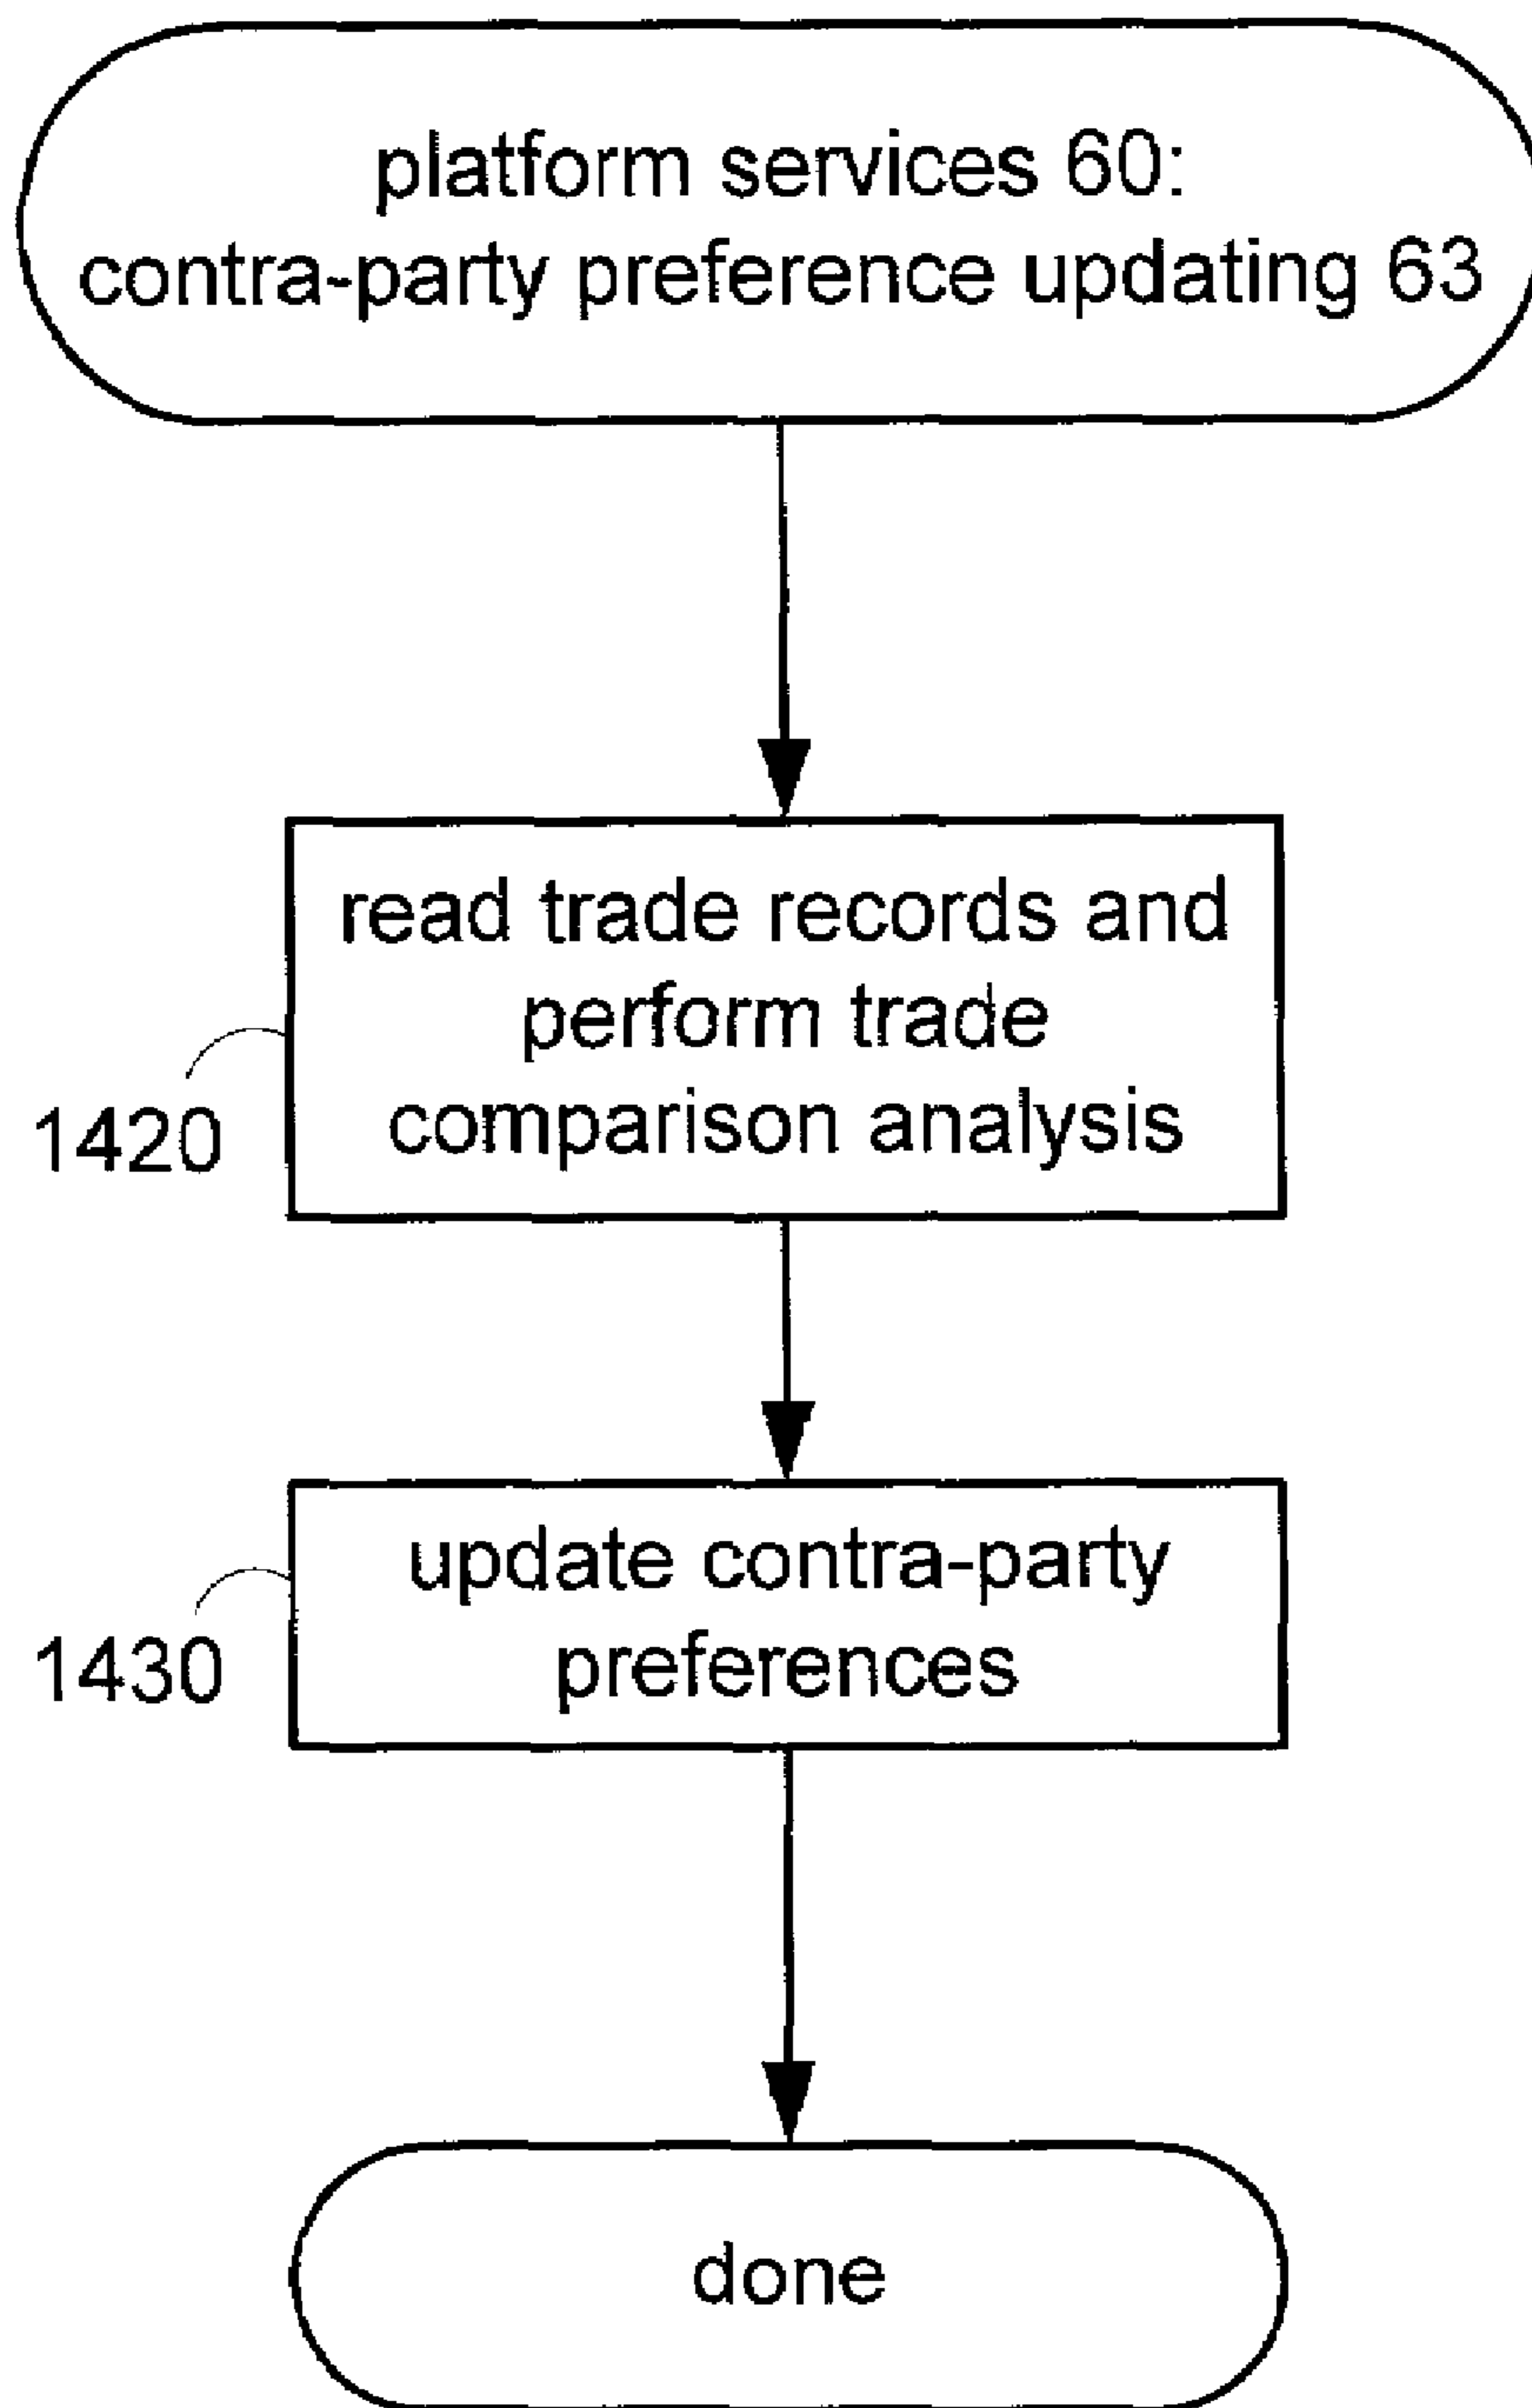 platform services 60:
contra-party preference updating 63
read trade records and
perform trade
comparison analysis
1420
update contra-party
preferences
1430
done